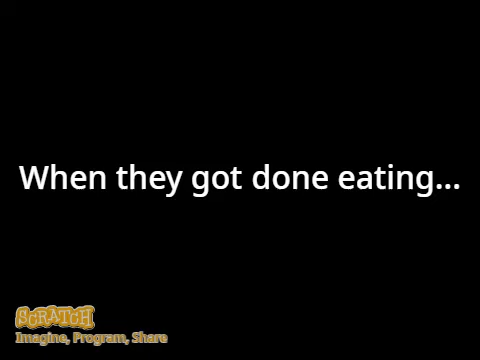 When they got done eating...
SCRATCH
Imagine, Program, Share